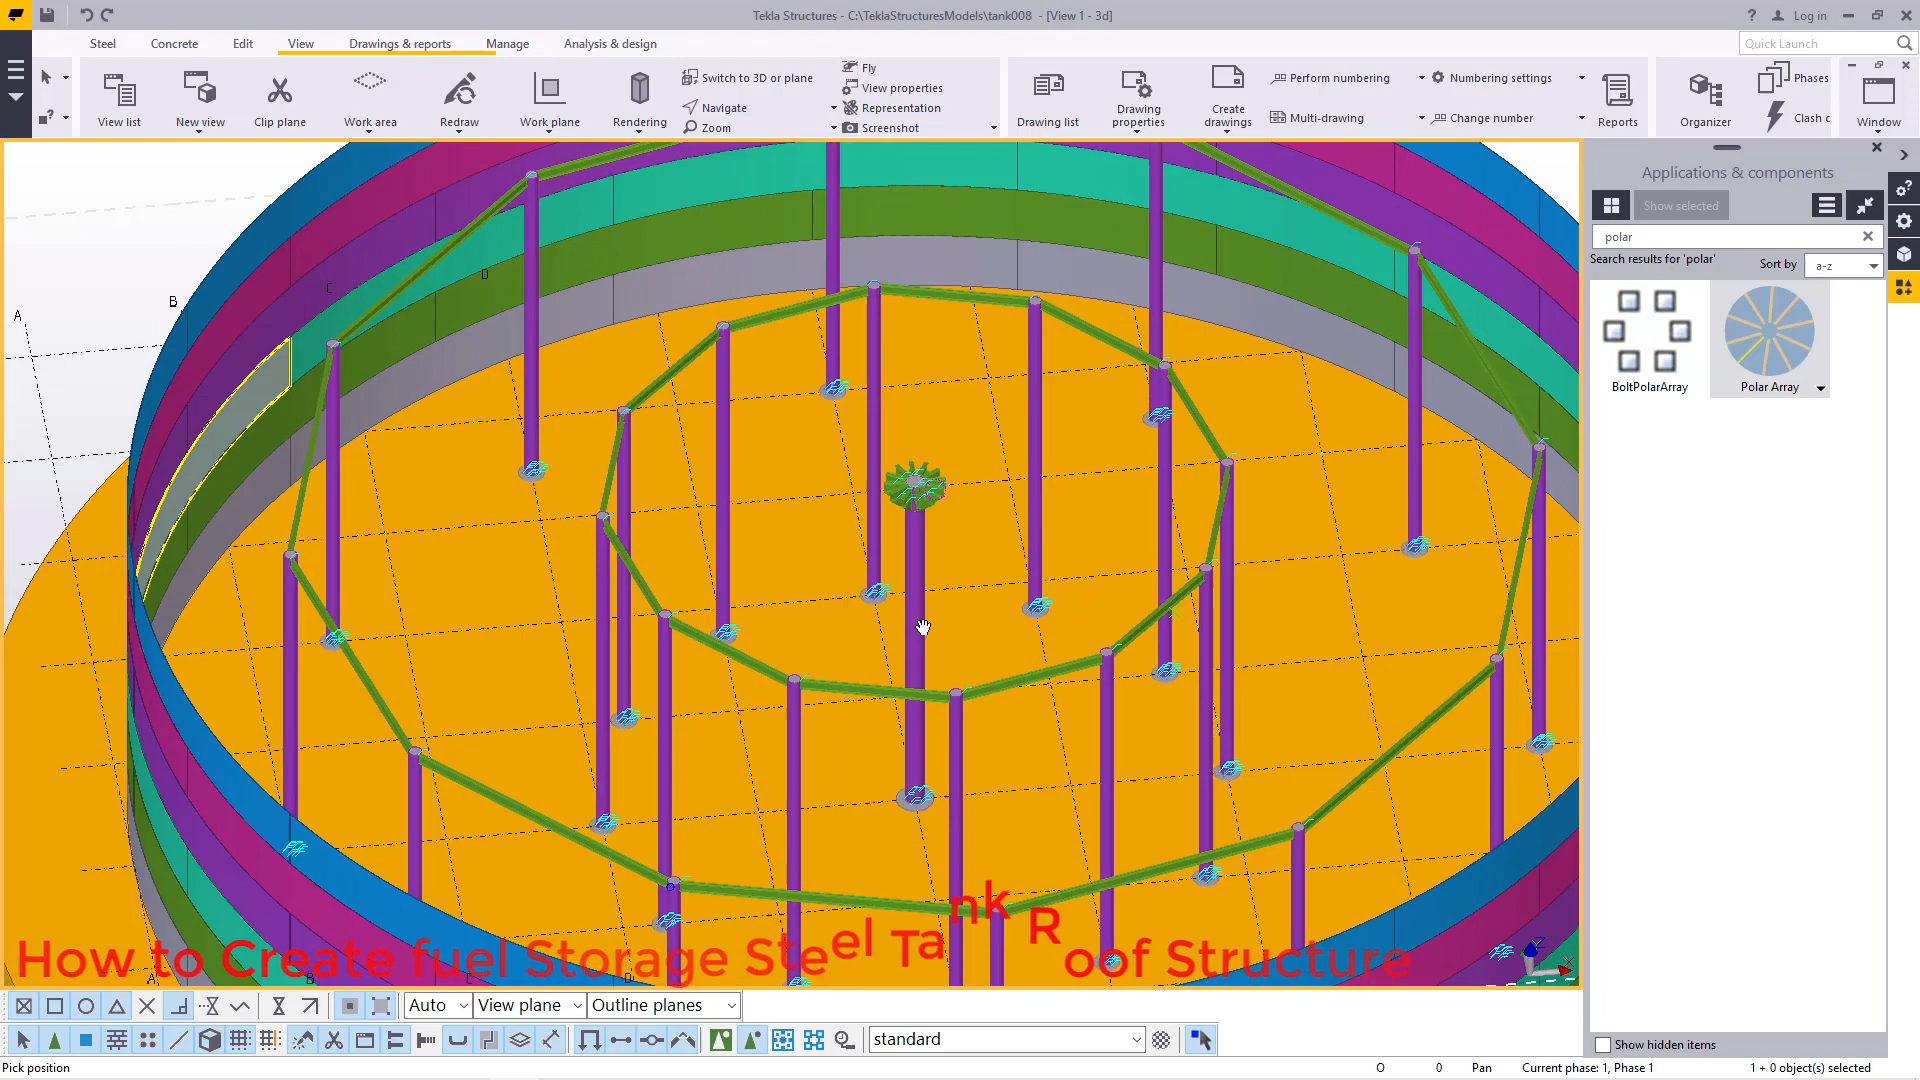 Tekla Structures - C:\TeklaStructuresModels\tank008 - [View 1 - 3d]
? Log in
Steel Concrete Edit View Drawings & reports Manage Analysis & design
Quick Launch
View list
New view
Clip plane
Work area
Redraw
Work plane
Rendering
Switch to 3D or plane
Navigate
Zoom
Fly
View properties
Representation
Screenshot
Drawing list
Drawing properties
Create drawings
Perform numbering
Multi-drawing
Numbering settings
Change number
Reports
Organizer
Phases
Clash c
Window
Applications & components
Show selected
polar
Search results for 'polar'
Sort by a-z
BoltPolarArray
Polar Array
A
B
C
D
How to Create fuel Storage Steel Tank Roof Structure
A
B
C
D
Z
X
Auto View plane Outline planes
standard
Show hidden items
Pick position
O 0 Pan Current phase: 1, Phase 1 1 + 0 object(s) selected